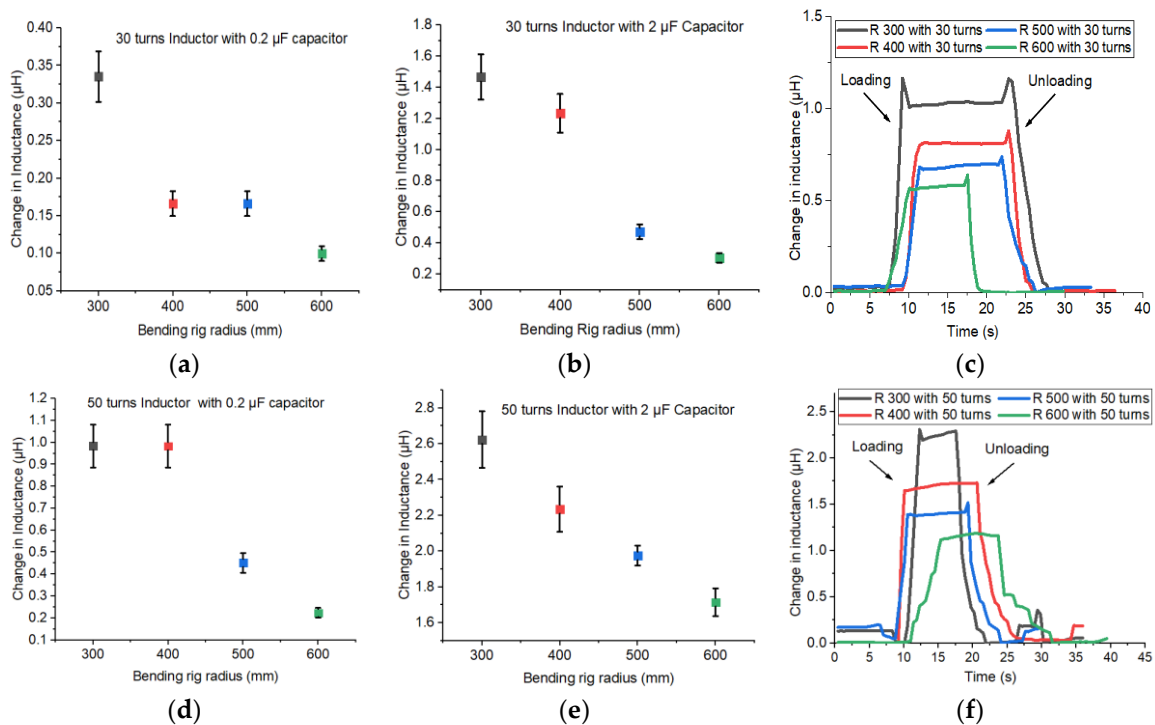 30 turns Inductor with 0.2 µF capacitor
Change in Inductance (µH)
0.40
0.35
0.30
0.25
0.20
0.15
0.10
0.05
300 400 500 600
Bending rig radius (mm)
(a)
30 turns Inductor with 2 µF Capacitor
Change in Inductance (µH)
1.8
1.6
1.4
1.2
1.0
0.8
0.6
0.4
0.2
300 400 500 600
Bending Rig radius (mm)
(b)
R 300 with 30 turns R 500 with 30 turns
R 400 with 30 turns R 600 with 30 turns
Loading
Unloading
Change in inductance (µH)
1.5
1.0
0.5
0.0
0 5 10 15 20 25 30 35 40
Time (s)
(c)
50 turns Inductor with 0.2 µF capacitor
Change in Inductance (µH)
1.2
1.1
1.0
0.9
0.8
0.7
0.6
0.5
0.4
0.3
0.2
0.1
300 400 500 600
Bending rig radius (mm)
(d)
50 turns Inductor with 2 µF Capacitor
Change in Inductance (µH)
2.8
2.6
2.4
2.2
2.0
1.8
1.6
300 400 500 600
Bending rig radius (mm)
(e)
R 300 with 50 turns R 500 with 50 turns
R 400 with 50 turns R 600 with 50 turns
Loading
Unloading
Change in inductance (µH)
2.5
2.0
1.5
1.0
0.5
0.0
0 5 10 15 20 25 30 35 40 45
Time (s)
(f)